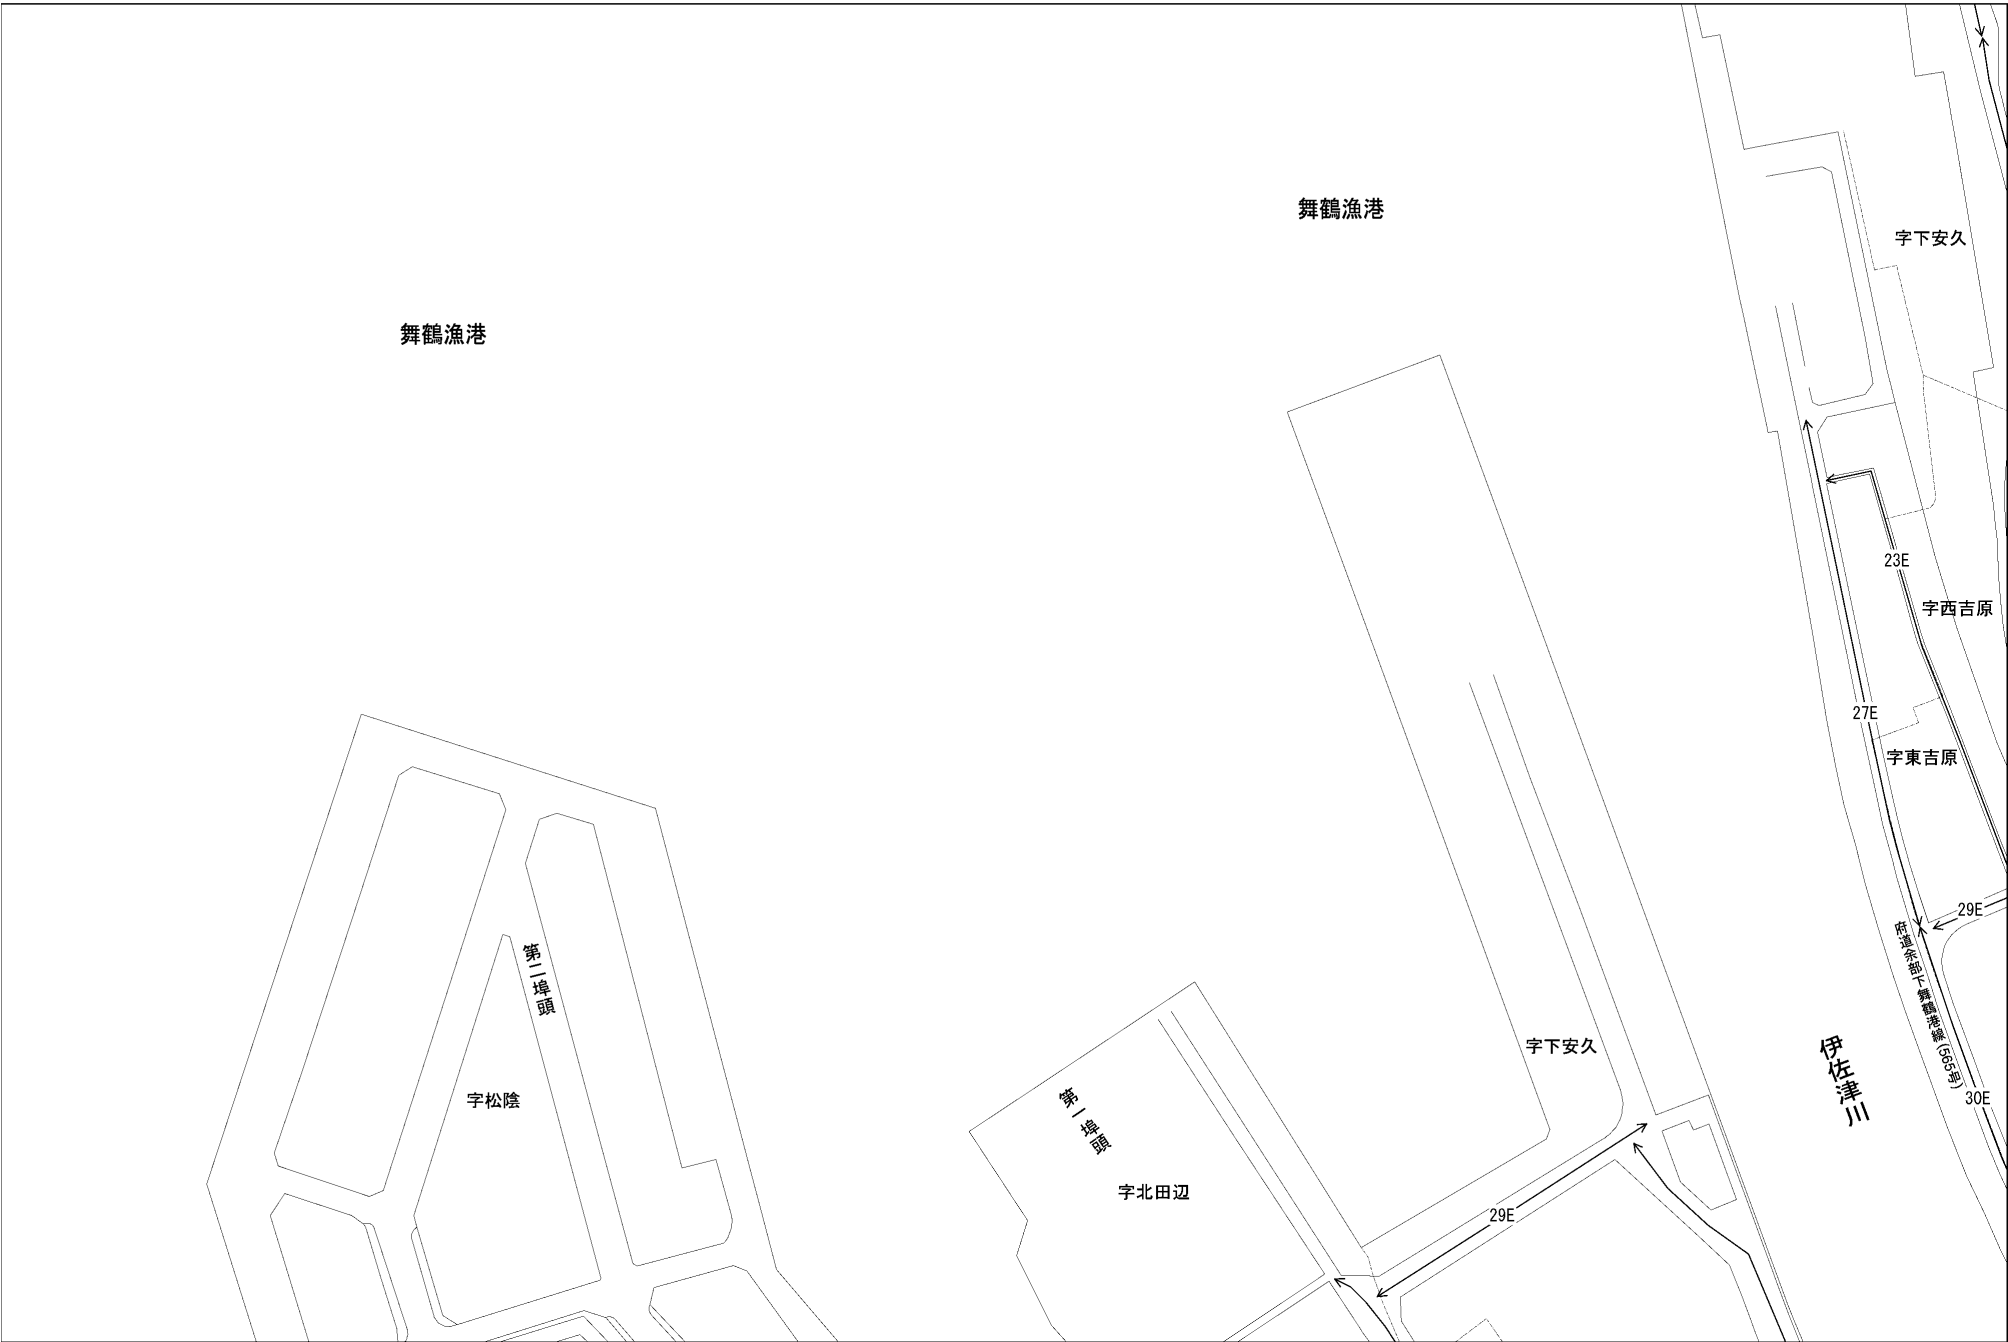 舞鶴漁港
字下安久
舞鶴漁港
23E
字西吉原
27E
字東吉原
29E
府道余部下舞鶴港線(565号)
第二埠頭
伊佐津川
字下安久
第一埠頭
字松陰
30E
字北田辺
29E